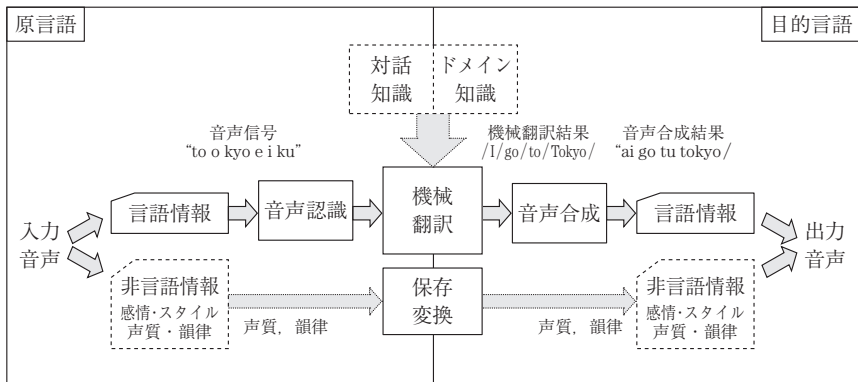 原言語
目的言語
対話
知識
ドメイン
知識
音声信号
“to o kyo e i ku”
機械翻訳結果
/I/go/to/Tokyo/
音声合成結果
“ai go tu tokyo/
入力
音声
言語情報
音声認識
機械
翻訳
音声合成
言語情報
出力
音声
非言語情報
感情・スタイル
声質・韻律
声質，韻律
保存
変換
声質，韻律
非言語情報
感情・スタイル
声質・韻律